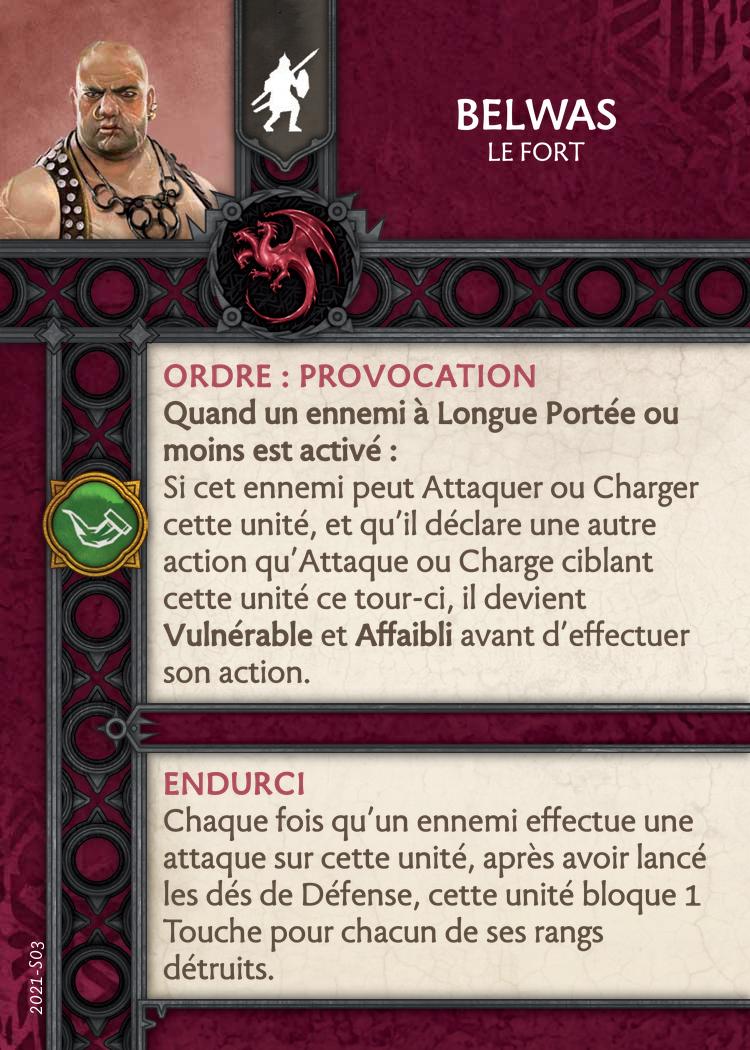 BELWAS
LE FORT
ORDRE : PROVOCATION
Quand un ennemi à Longue Portée ou
moins est activé :
Si cet ennemi peut Attaquer ou Charger
cette unité, et qu'il déclare une autre
action qu'Attaque ou Charge ciblant
cette unité ce tour-ci, il devient
Vulnérable et Affaibli avant d'effectuer
son action.
ENDURCI
Chaque fois qu'un ennemi effectue une
attaque sur cette unité, après avoir lancé
les dés de Défense, cette unité bloque 1
Touche pour chacun de ses rangs
détruits.
2021-S03